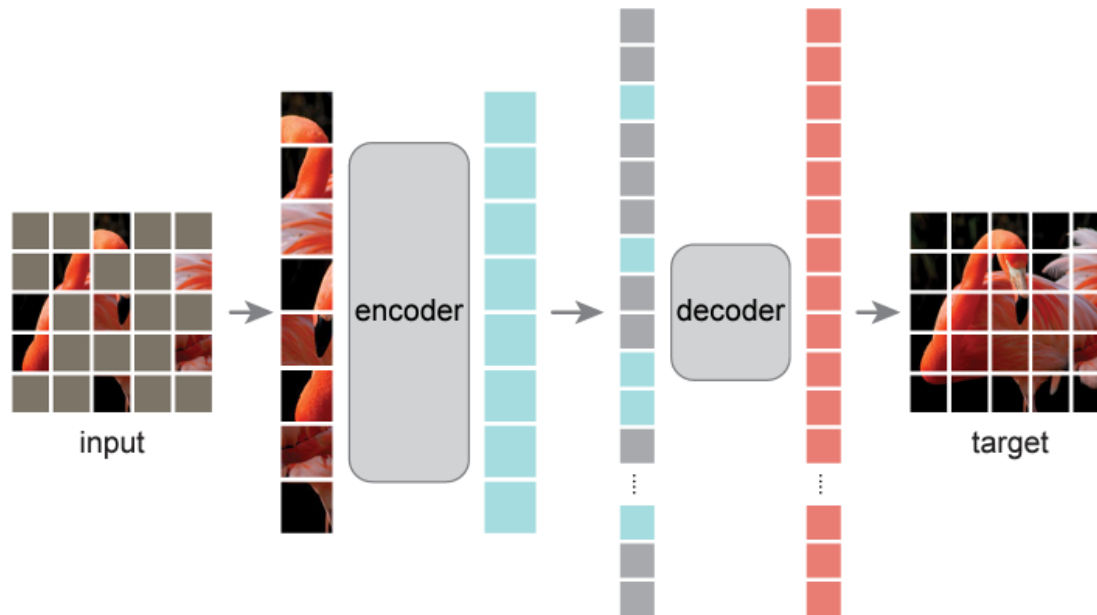 input
encoder
decoder
target